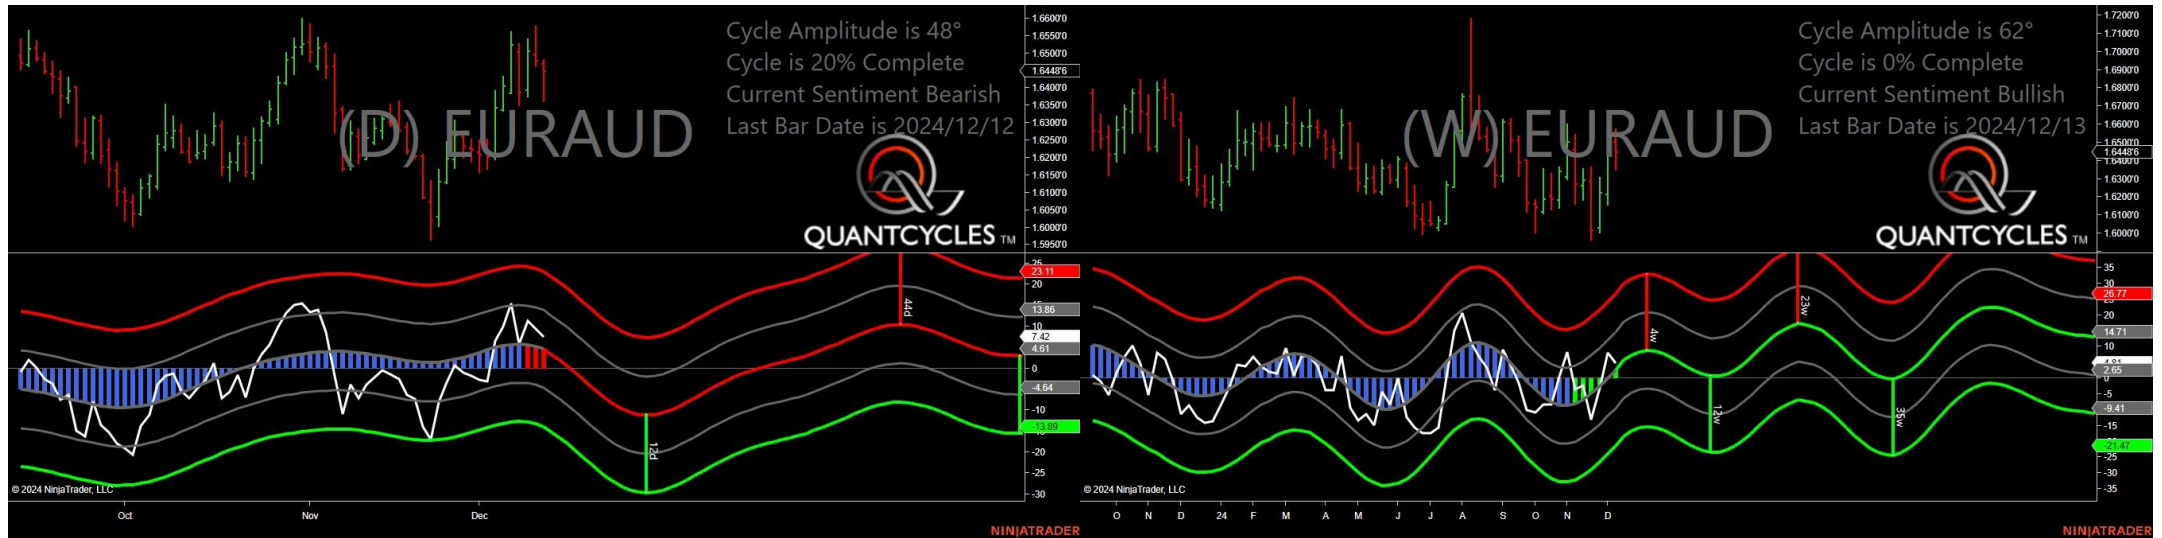 Cycle Amplitude is 48°
Cycle is 20% Complete
Current Sentiment Bearish
Last Bar Date is 2024/12/12
(D) EURAUD
QUANTCYCLES TM
1.6600'0
1.6550'0
1.6500'0
1.6448'6
1.6400'0
1.6350'0
1.6300'0
1.6250'0
1.6200'0
1.6150'0
1.6100'0
1.6050'0
1.6000'0
1.5950'0
25
23.11
20
13.86
10
7.42
4.61
0
-4.64
-10
-13.89
-20
-25
-30
44d
12d
© 2024 NinjaTrader, LLC
Oct
Nov
Dec
NINJATRADER
Cycle Amplitude is 62°
Cycle is 0% Complete
Current Sentiment Bullish
Last Bar Date is 2024/12/13
(W) EURAUD
QUANTCYCLES TM
1.7200'0
1.7100'0
1.7000'0
1.6900'0
1.6800'0
1.6700'0
1.6600'0
1.6500'0
1.6448'6
1.6400'0
1.6300'0
1.6200'0
1.6100'0
1.6000'0
35
30
26.77
20
14.71
10
4.81
2.65
0
-5
-9.41
-15
-21.47
-25
-30
-35
4w
23w
12w
35w
© 2024 NinjaTrader, LLC
O N D 24 F M A M J J A S O N D
NINJATRADER